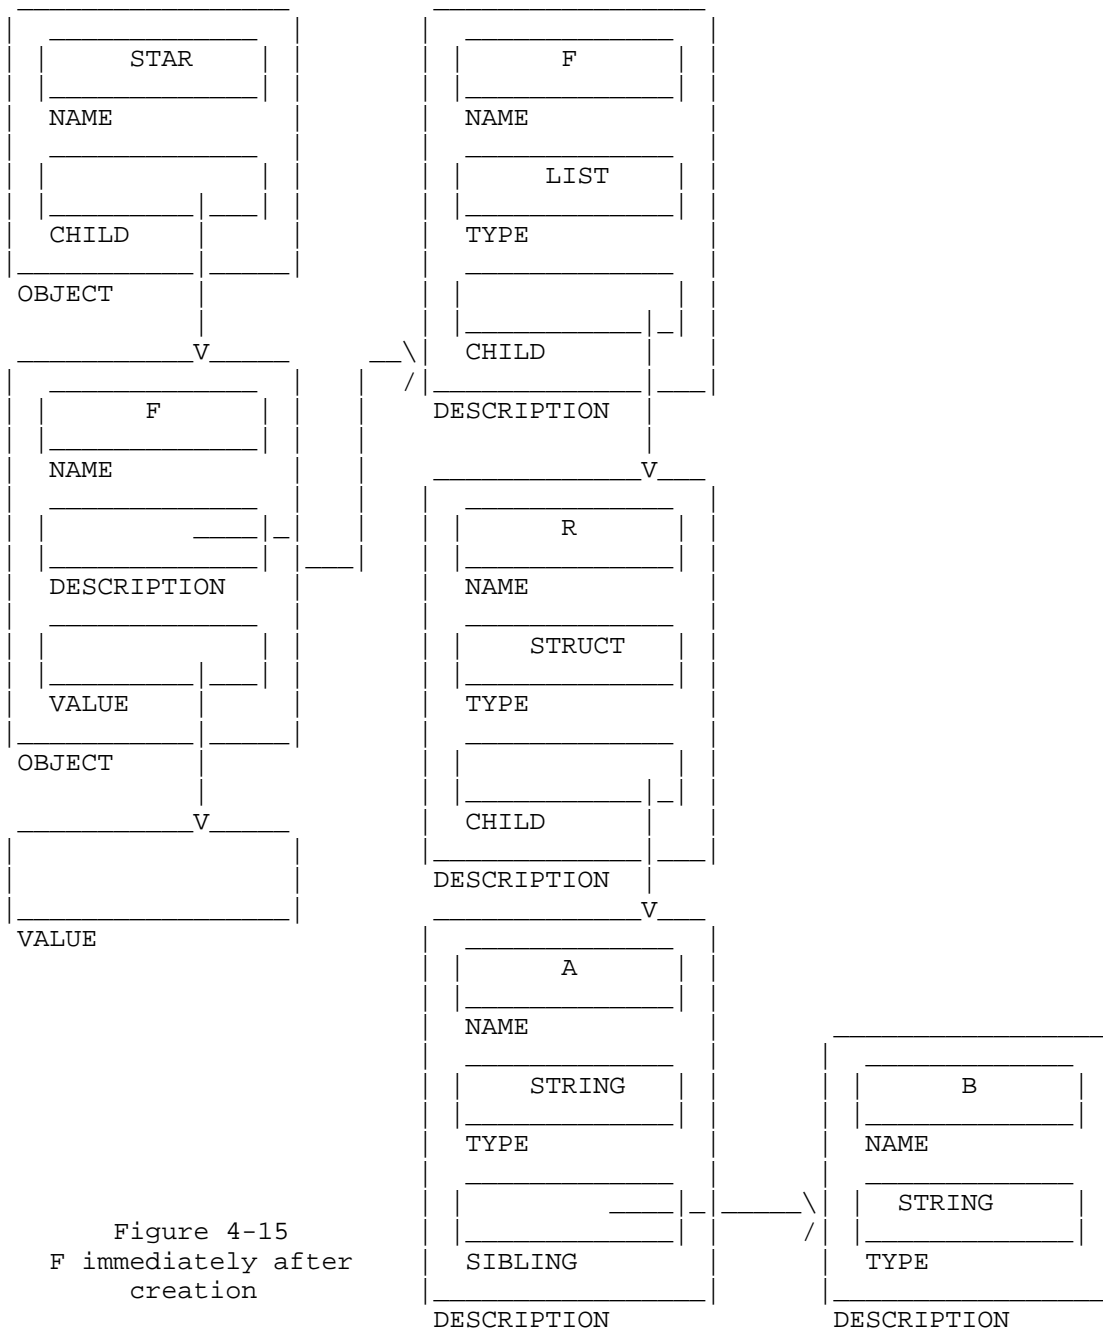 STAR F
NAME NAME
LIST
CHILD TYPE
OBJECT
CHILD
F DESCRIPTION
NAME
R
DESCRIPTION NAME
STRUCT
VALUE TYPE
OBJECT
CHILD
DESCRIPTION
VALUE
A
NAME
STRING B
TYPE NAME
STRING
Figure 4-15
F immediately after SIBLING TYPE
creation
DESCRIPTION DESCRIPTION